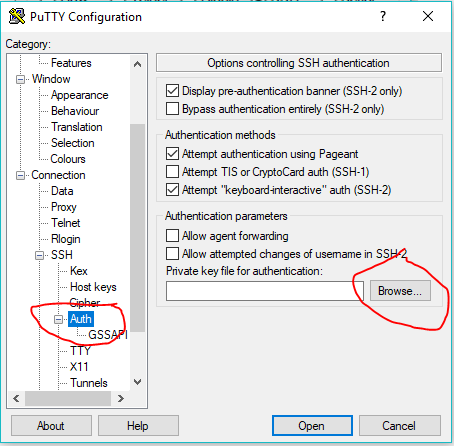 PuTTY Configuration
Category:
Features
Window
Appearance
Behaviour
Translation
Selection
Colours
Connection
Data
Proxy
Telnet
Rlogin
SSH
Kex
Host keys
Cipher
Auth
GSSAPI
TTY
X11
Tunnels
Options controlling SSH authentication
Display pre-authentication banner (SSH-2 only)
Bypass authentication entirely (SSH-2 only)
Authentication methods
Attempt authentication using Pageant
Attempt TIS or CryptoCard auth (SSH-1)
Attempt "keyboard-interactive" auth (SSH-2)
Authentication parameters
Allow agent forwarding
Allow attempted changes of username in SSH-2
Private key file for authentication:
Browse...
About
Help
Open
Cancel